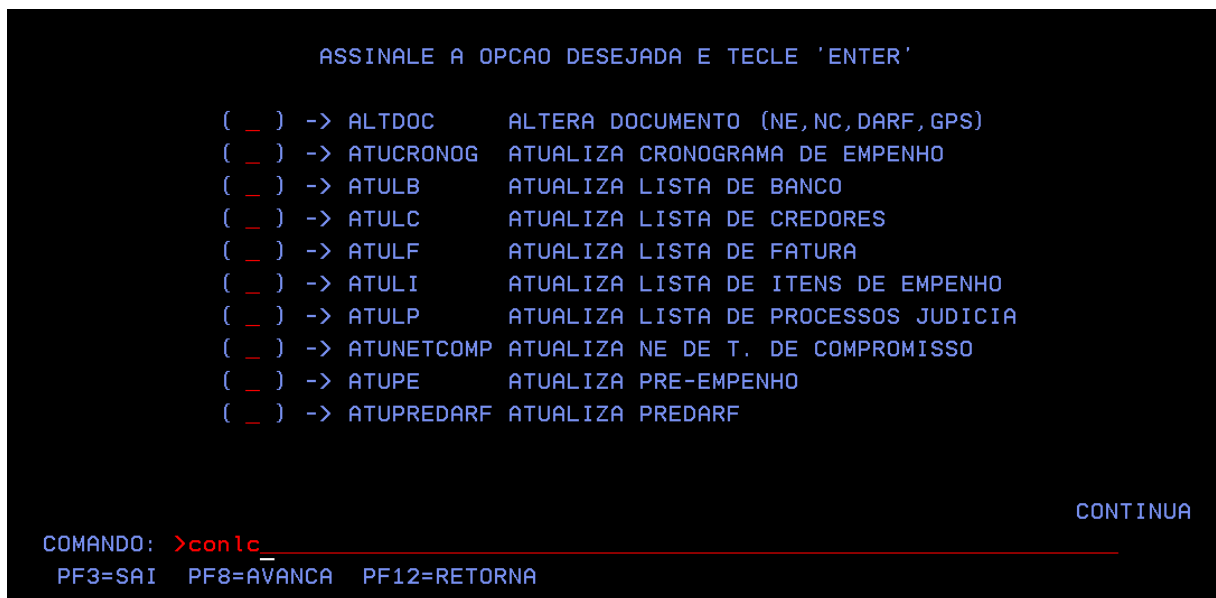 ASSINALE A OPCAO DESEJADA E TECLE 'ENTER'
( _ ) -> ALTDOC ALTERA DOCUMENTO (NE,NC,DARF,GPS)
( _ ) -> ATUCRONOG ATUALIZA CRONOGRAMA DE EMPENHO
( _ ) -> ATULB ATUALIZA LISTA DE BANCO
( _ ) -> ATULC ATUALIZA LISTA DE CREDORES
( _ ) -> ATULF ATUALIZA LISTA DE FATURA
( _ ) -> ATULI ATUALIZA LISTA DE ITENS DE EMPENHO
( _ ) -> ATULP ATUALIZA LISTA DE PROCESSOS JUDICIA
( _ ) -> ATUNETCOMP ATUALIZA NE DE T. DE COMPROMISSO
( _ ) -> ATUPE ATUALIZA PRE-EMPENHO
( _ ) -> ATUPREDARF ATUALIZA PREDARF
CONTINUA
COMANDO: >conlc
PF3=SAI PF8=AVANCA PF12=RETORNA